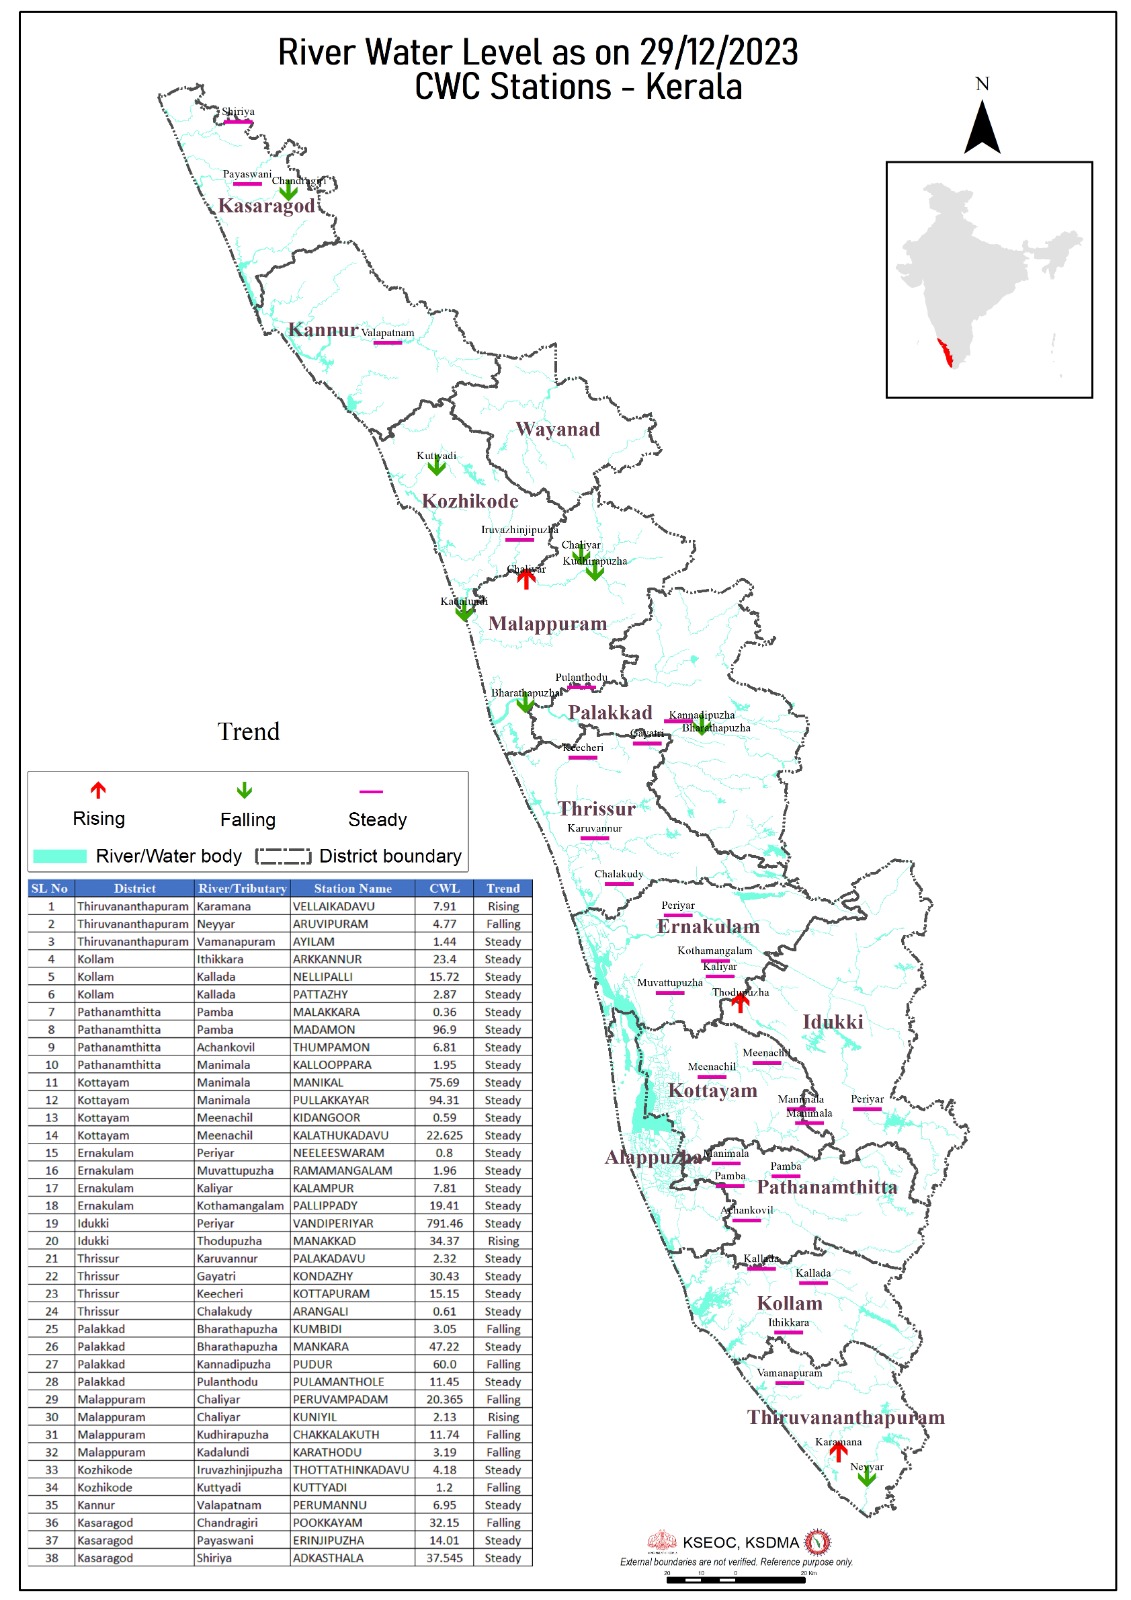 River Water Level as on 29/12/2023
CWC Stations - Kerala
N
Shiriya
Payaswani
Chandragiri
Kasaragod
Kannur
Valapatnam
Wayanad
Kuttyadi
Kozhikode
Iruvazhinjipuzha
Chaliyar
Kudhirapuzha
Chaliyar
Kadalundi
Malappuram
Pulanthodu
Bharathapuzha
Palakkad
Kannadipuzha
Bharathapuzha
Gayatri
Keecheri
Thrissur
Karuvannur
Chalakudy
Periyar
Ernakulam
Kothamangalam
Kaliyar
Muvattupuzha
Thodupuzha
Idukki
Meenachil
Meenachil
Kottayam
Manimala
Periyar
Manimala
Alappuzha
Manimala
Pamba
Pamba
Pathanamthitta
Achankovil
Kallada
Kallada
Kollam
Ithikkara
Vamanapuram
Thiruvananthapuram
Karamana
Neyyar
Trend
Rising
Falling
Steady
River/Water body
District boundary
SL No District River/Tributary Station Name CWL Trend
1 Thiruvananthapuram Karamana VELLAIKADAVU 7.91 Rising
2 Thiruvananthapuram Neyyar ARUVIPURAM 4.77 Falling
3 Thiruvananthapuram Vamanapuram AYILAM 1.44 Steady
4 Kollam Ithikkara ARKKANNUR 23.4 Steady
5 Kollam Kallada NELLIPALLI 15.72 Steady
6 Kollam Kallada PATTAZHY 2.87 Steady
7 Pathanamthitta Pamba MALAKKARA 0.36 Steady
8 Pathanamthitta Pamba MADAMON 96.9 Steady
9 Pathanamthitta Achankovil THUMPAMON 6.81 Steady
10 Pathanamthitta Manimala KALLOOPPARA 1.95 Steady
11 Kottayam Manimala MANIKAL 75.69 Steady
12 Kottayam Manimala PULLAKKAYAR 94.31 Steady
13 Kottayam Meenachil KIDANGOOR 0.59 Steady
14 Kottayam Meenachil KALATHUKADAVU 22.625 Steady
15 Ernakulam Periyar NEELEESWARAM 0.8 Steady
16 Ernakulam Muvattupuzha RAMAMANGALAM 1.96 Steady
17 Ernakulam Kaliyar KALAMPUR 7.81 Steady
18 Ernakulam Kothamangalam PALLIPPADY 19.41 Steady
19 Idukki Periyar VANDIPERIYAR 791.46 Steady
20 Idukki Thodupuzha MANAKKAD 34.37 Rising
21 Thrissur Karuvannur PALAKADAVU 2.32 Steady
22 Thrissur Gayatri KONDAZHY 30.43 Steady
23 Thrissur Keecheri KOTTAPURAM 15.15 Steady
24 Thrissur Chalakudy ARANGALI 0.61 Steady
25 Palakkad Bharathapuzha KUMBIDI 3.05 Falling
26 Palakkad Bharathapuzha MANKARA 47.22 Steady
27 Palakkad Kannadipuzha PUDUR 60.0 Falling
28 Palakkad Pulanthodu PULAMANTHOLE 11.45 Steady
29 Malappuram Chaliyar PERUVAMPADAM 20.365 Falling
30 Malappuram Chaliyar KUNIYIL 2.13 Rising
31 Malappuram Kudhirapuzha CHAKKALAKUTH 11.74 Falling
32 Malappuram Kadalundi KARATHODU 3.19 Falling
33 Kozhikode Iruvazhinjipuzha THOTTATHINKADAVU 4.18 Steady
34 Kozhikode Kuttyadi KUTTYADI 1.2 Falling
35 Kannur Valapatnam PERUMANNU 6.95 Steady
36 Kasaragod Chandragiri POOKKAYAM 32.15 Falling
37 Kasaragod Payaswani ERINJIPUZHA 14.01 Steady
38 Kasaragod Shiriya ADKASTHALA 37.545 Steady
KSEOC, KSDMA
External boundaries are not verified. Reference purpose only.
20 10 0 20 Km